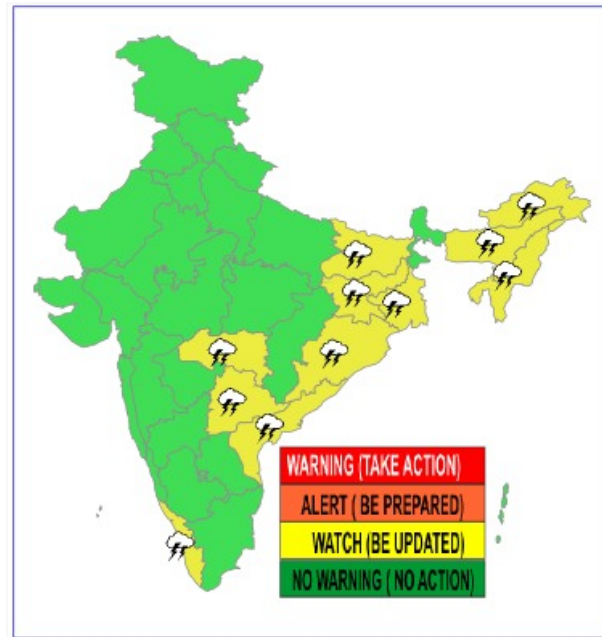 WARNING (TAKE ACTION)
ALERT ( BE PREPARED)
WATCH (BE UPDATED)
NO WARNING ( NO ACTION)